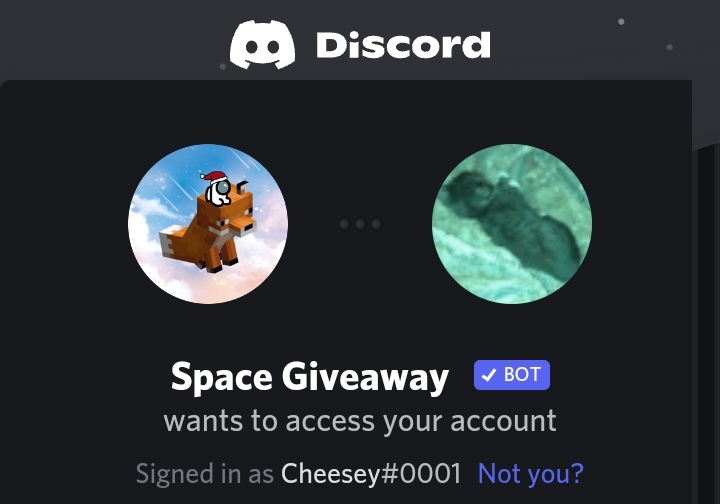 Discord
Space Giveaway BOT
wants to access your account
Signed in as Cheesey#0001 Not you?